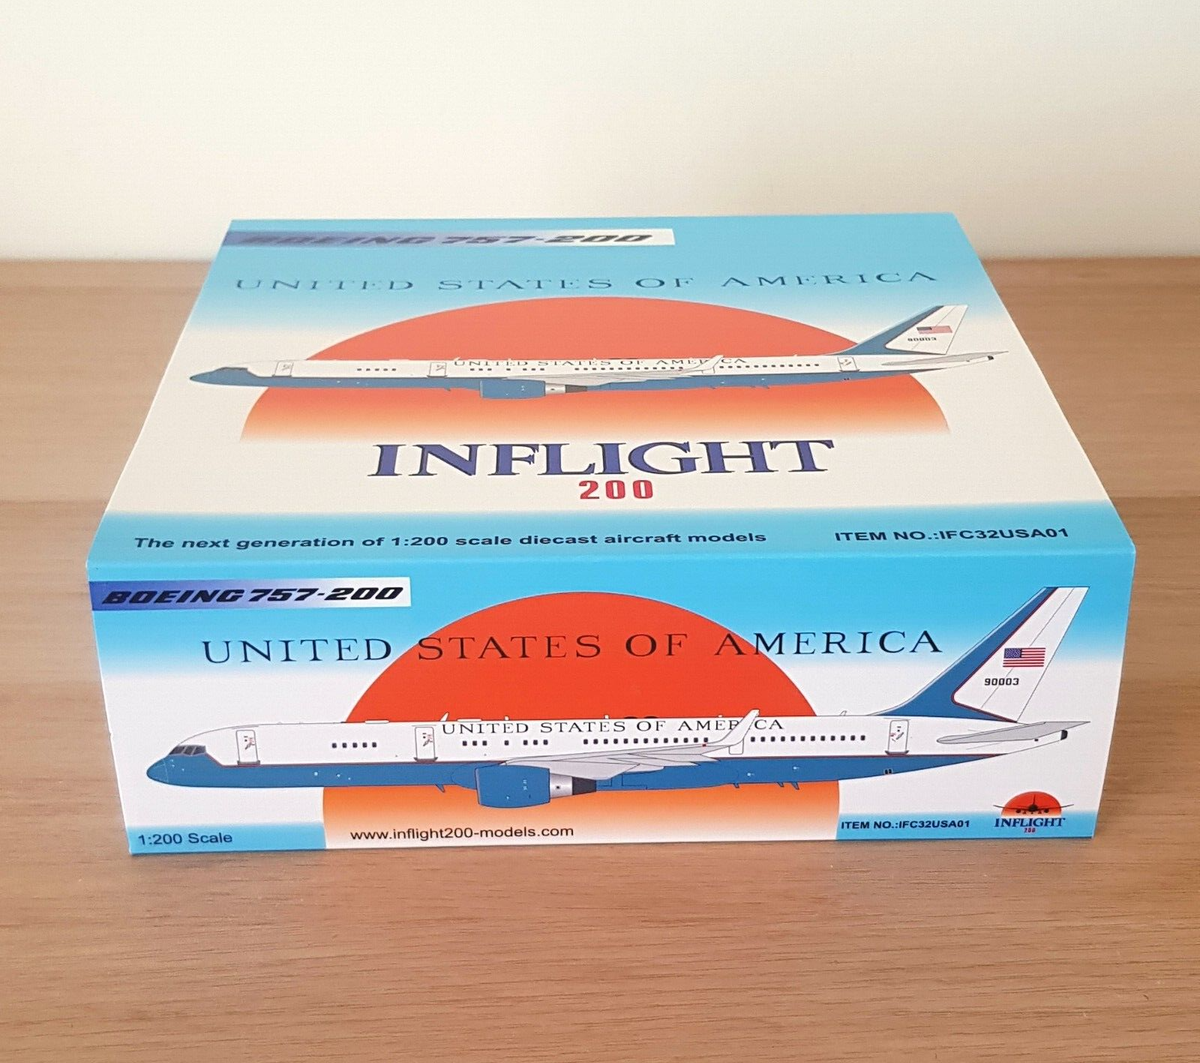 BOEING 757-200
UNITED STATES OF AMERICA
90003
UNITED STATES OF AMERICA
INFLIGHT
200
The next generation of 1:200 scale diecast aircraft models
ITEM NO.:IFC32USA01
BOEING 757-200
UNITED STATES OF AMERICA
90003
UNITED STATES OF AMERICA
1:200 Scale
www.inflight200-models.com
ITEM NO.:IFC32USA01
INFLIGHT
200